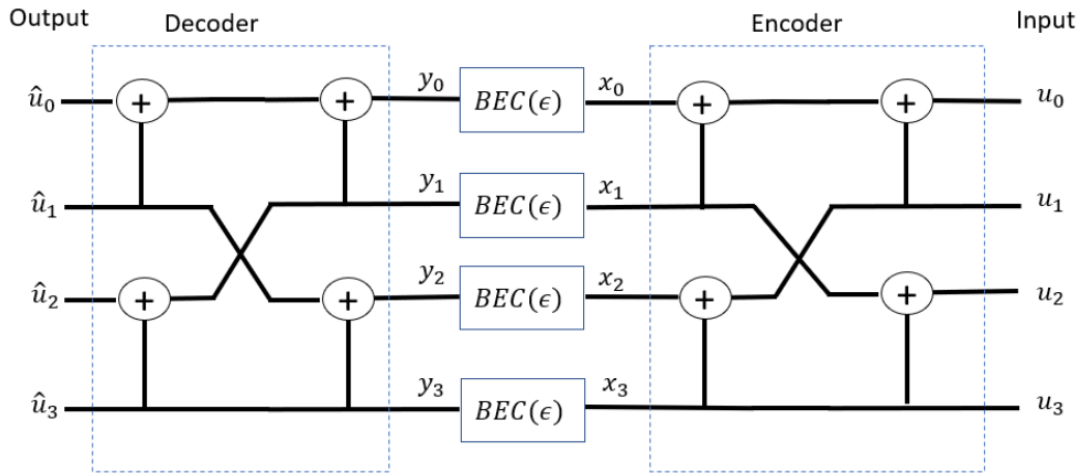 Output Decoder Encoder Input
û₀ + + y₀ BEC(ϵ) x₀ + + u₀
û₁ y₁ BEC(ϵ) x₁ u₁
û₂ + + y₂ BEC(ϵ) x₂ + + u₂
û₃ y₃ BEC(ϵ) x₃ u₃